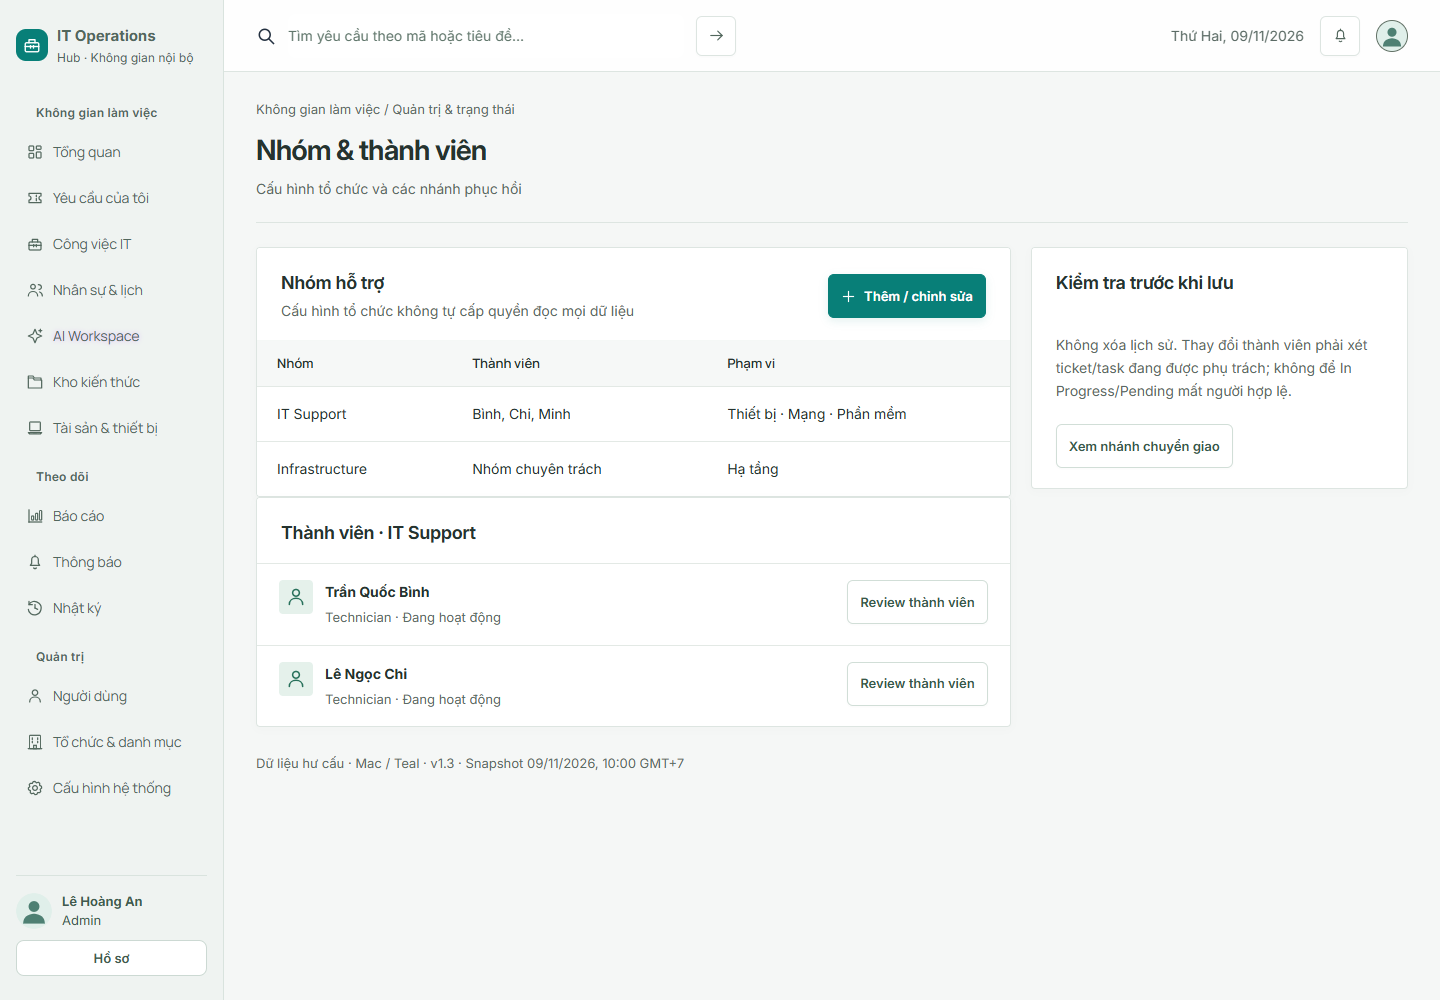 IT Operations
Hub · Không gian nội bộ
Không gian làm việc
Tổng quan
Yêu cầu của tôi
Công việc IT
Nhân sự & lịch
AI Workspace
Kho kiến thức
Tài sản & thiết bị
Theo dõi
Báo cáo
Thông báo
Nhật ký
Quản trị
Người dùng
Tổ chức & danh mục
Cấu hình hệ thống
Lê Hoàng An
Admin
Hồ sơ
Tìm yêu cầu theo mã hoặc tiêu đề...
Thứ Hai, 09/11/2026
Không gian làm việc / Quản trị & trạng thái
Nhóm & thành viên
Cấu hình tổ chức và các nhánh phục hồi
Nhóm hỗ trợ
Cấu hình tổ chức không tự cấp quyền đọc mọi dữ liệu
Thêm / chỉnh sửa
Nhóm Thành viên Phạm vi
IT Support Bình, Chi, Minh Thiết bị · Mạng · Phần mềm
Infrastructure Nhóm chuyên trách Hạ tầng
Thành viên · IT Support
Trần Quốc Bình
Technician · Đang hoạt động
Review thành viên
Lê Ngọc Chi
Technician · Đang hoạt động
Review thành viên
Kiểm tra trước khi lưu
Không xóa lịch sử. Thay đổi thành viên phải xét
ticket/task đang được phụ trách; không để In
Progress/Pending mất người hợp lệ.
Xem nhánh chuyển giao
Dữ liệu hư cấu · Mac / Teal · v1.3 · Snapshot 09/11/2026, 10:00 GMT+7